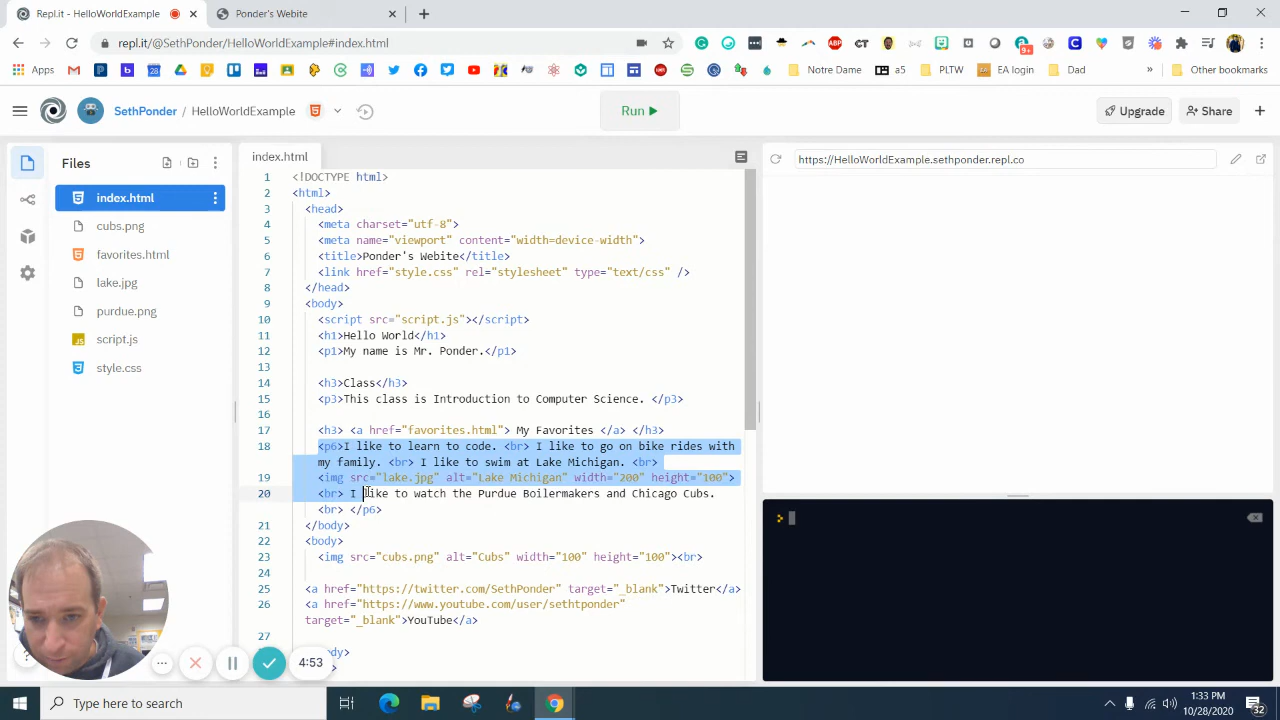 Repl.it - HelloWorldExample
Ponder's Webite
repl.it/@SethPonder/HelloWorldExample#index.html
Apps
Notre Dame
a5
PLTW
EA login
Dad
Other bookmarks
SethPonder / HelloWorldExample
Run
Upgrade
Share
Files
index.html
cubs.png
favorites.html
lake.jpg
purdue.png
script.js
style.css
index.html
https://HelloWorldExample.sethponder.repl.co
1 <!DOCTYPE html>
2 <html>
3 <head>
4 <meta charset="utf-8">
5 <meta name="viewport" content="width=device-width">
6 <title>Ponder's Webite</title>
7 <link href="style.css" rel="stylesheet" type="text/css" />
8 </head>
9 <body>
10 <script src="script.js"></script>
11 <h1>Hello World</h1>
12 <p1>My name is Mr. Ponder.</p1>
13
14 <h3>Class</h3>
15 <p3>This class is Introduction to Computer Science. </p3>
16
17 <h3> <a href="favorites.html"> My Favorites </a> </h3>
18 <p6>I like to learn to code. <br> I like to go on bike rides with
my family. <br> I like to swim at Lake Michigan. <br>
19 <img src="lake.jpg" alt="Lake Michigan" width="200" height="100">
20 <br> I like to watch the Purdue Boilermakers and Chicago Cubs.
<br> </p6>
21 </body>
22 <body>
23 <img src="cubs.png" alt="Cubs" width="100" height="100"><br>
24
25 <a href="https://twitter.com/SethPonder" target="_blank">Twitter</a>
26 <a href="https://www.youtube.com/user/sethtponder"
target="_blank">YouTube</a>
27
4:53
Type here to search
1:33 PM
10/28/2020
32